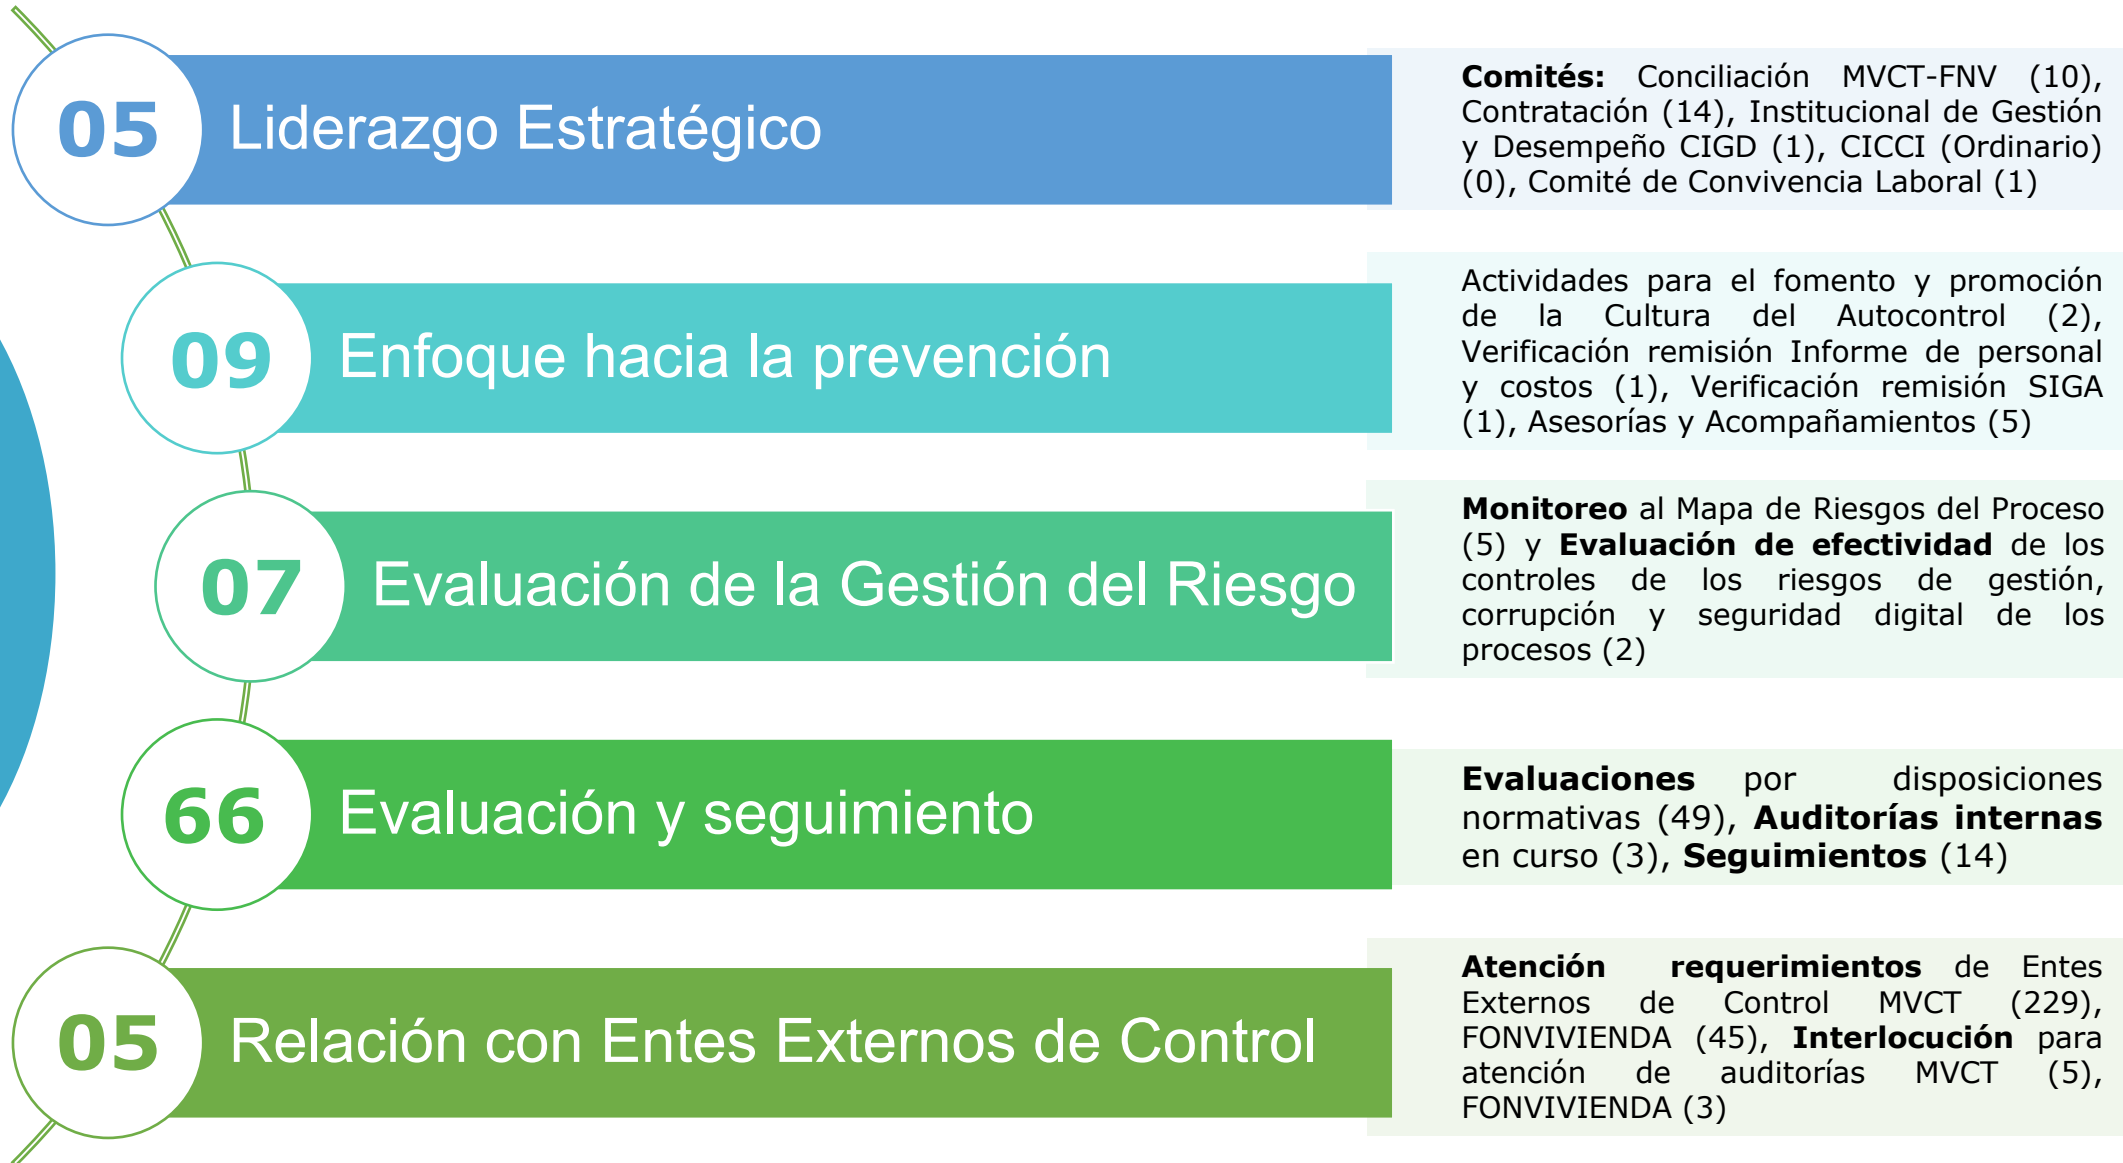 05
Liderazgo Estratégico
Comités: Conciliación MVCT-FNV (10),
Contratación (14), Institucional de Gestión
y Desempeño CIGD (1), CICCI (Ordinario)
(0), Comité de Convivencia Laboral (1)
09
Enfoque hacia la prevención
Actividades para el fomento y promoción
de la Cultura del Autocontrol (2),
Verificación remisión Informe de personal
y costos (1), Verificación remisión SIGA
(1), Asesorías y Acompañamientos (5)
07
Evaluación de la Gestión del Riesgo
Monitoreo al Mapa de Riesgos del Proceso
(5) y Evaluación de efectividad de los
controles de los riesgos de gestión,
corrupción y seguridad digital de los
procesos (2)
66
Evaluación y seguimiento
Evaluaciones por disposiciones
normativas (49), Auditorías internas
en curso (3), Seguimientos (14)
05
Relación con Entes Externos de Control
Atención requerimientos de Entes
Externos de Control MVCT (229),
FONVIVIENDA (45), Interlocución para
atención de auditorías MVCT (5),
FONVIVIENDA (3)